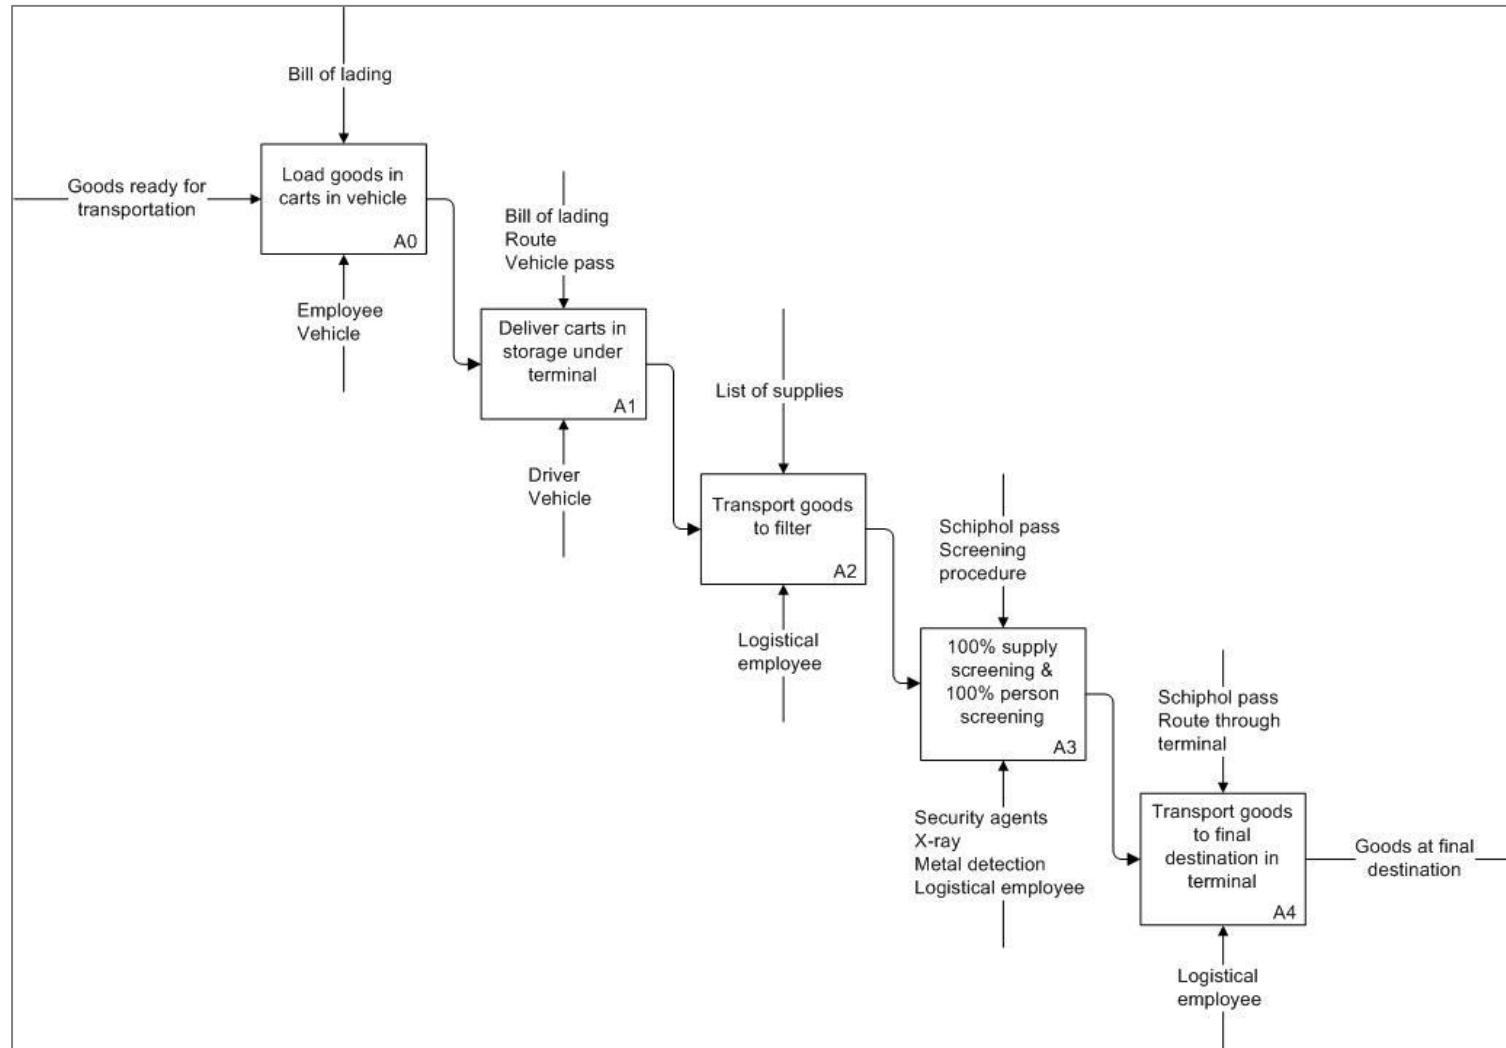 Bill of lading
Goods ready for
transportation
Load goods in
carts in vehicle
A0
Employee
Vehicle
Bill of lading
Route
Vehicle pass
Deliver carts in
storage under
terminal
A1
Driver
Vehicle
List of supplies
Transport goods
to filter
A2
Logistical
employee
Schiphol pass
Screening
procedure
100% supply
screening &
100% person
screening
A3
Security agents
X-ray
Metal detection
Logistical employee
Schiphol pass
Route through
terminal
Transport goods
to final
destination in
terminal
A4
Logistical
employee
Goods at final
destination